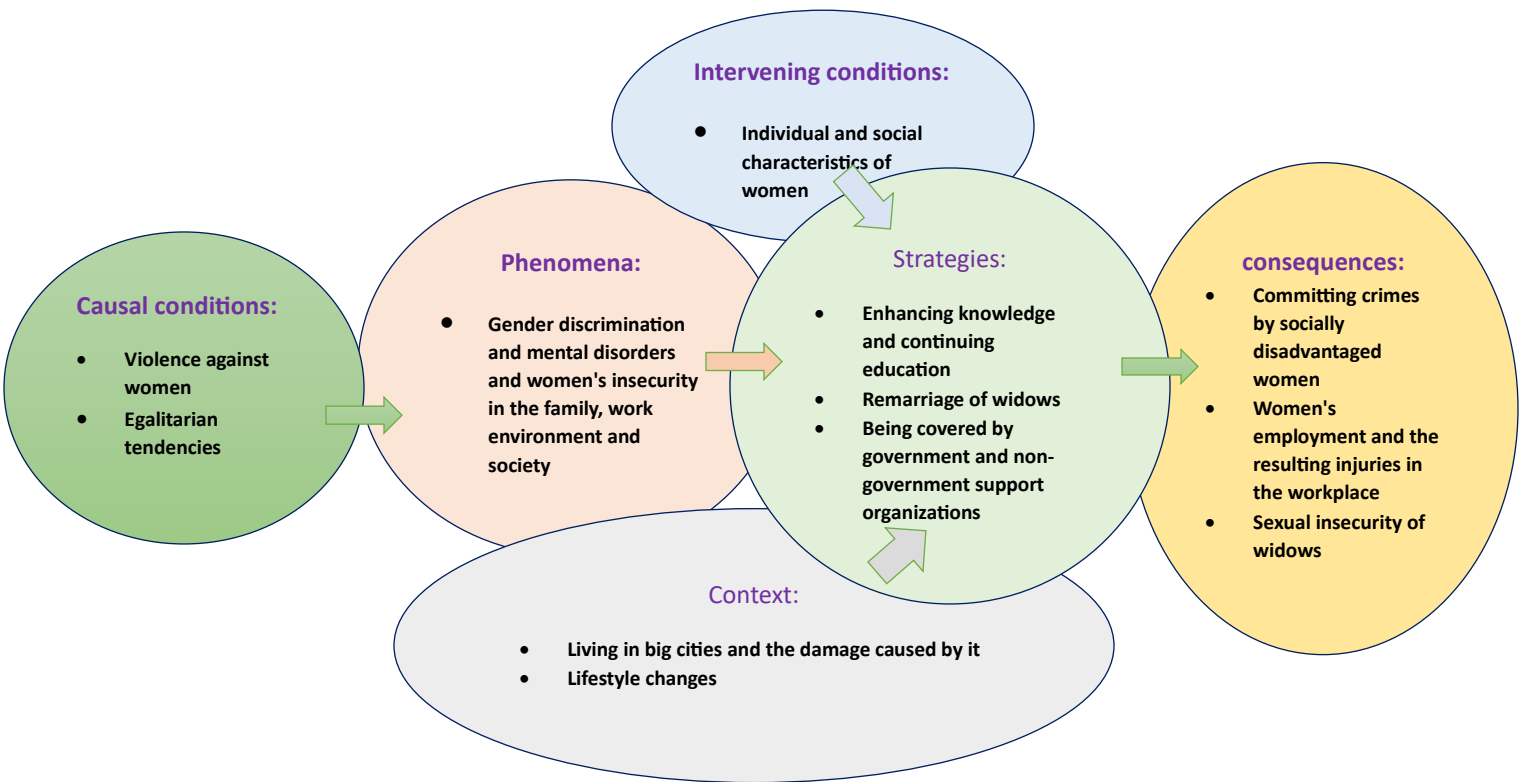 Intervening conditions:
● Individual and social
characteristics of
women
Causal conditions:
• Violence against
women
• Egalitarian
tendencies
Phenomena:
● Gender discrimination
and mental disorders
and women's insecurity
in the family, work
environment and
society
Strategies:
• Enhancing knowledge
and continuing
education
• Remarriage of widows
• Being covered by
government and non-
government support
organizations
consequences:
• Committing crimes
by socially
disadvantaged
women
• Women's
employment and the
resulting injuries in
the workplace
• Sexual insecurity of
widows
Context:
• Living in big cities and the damage caused by it
• Lifestyle changes